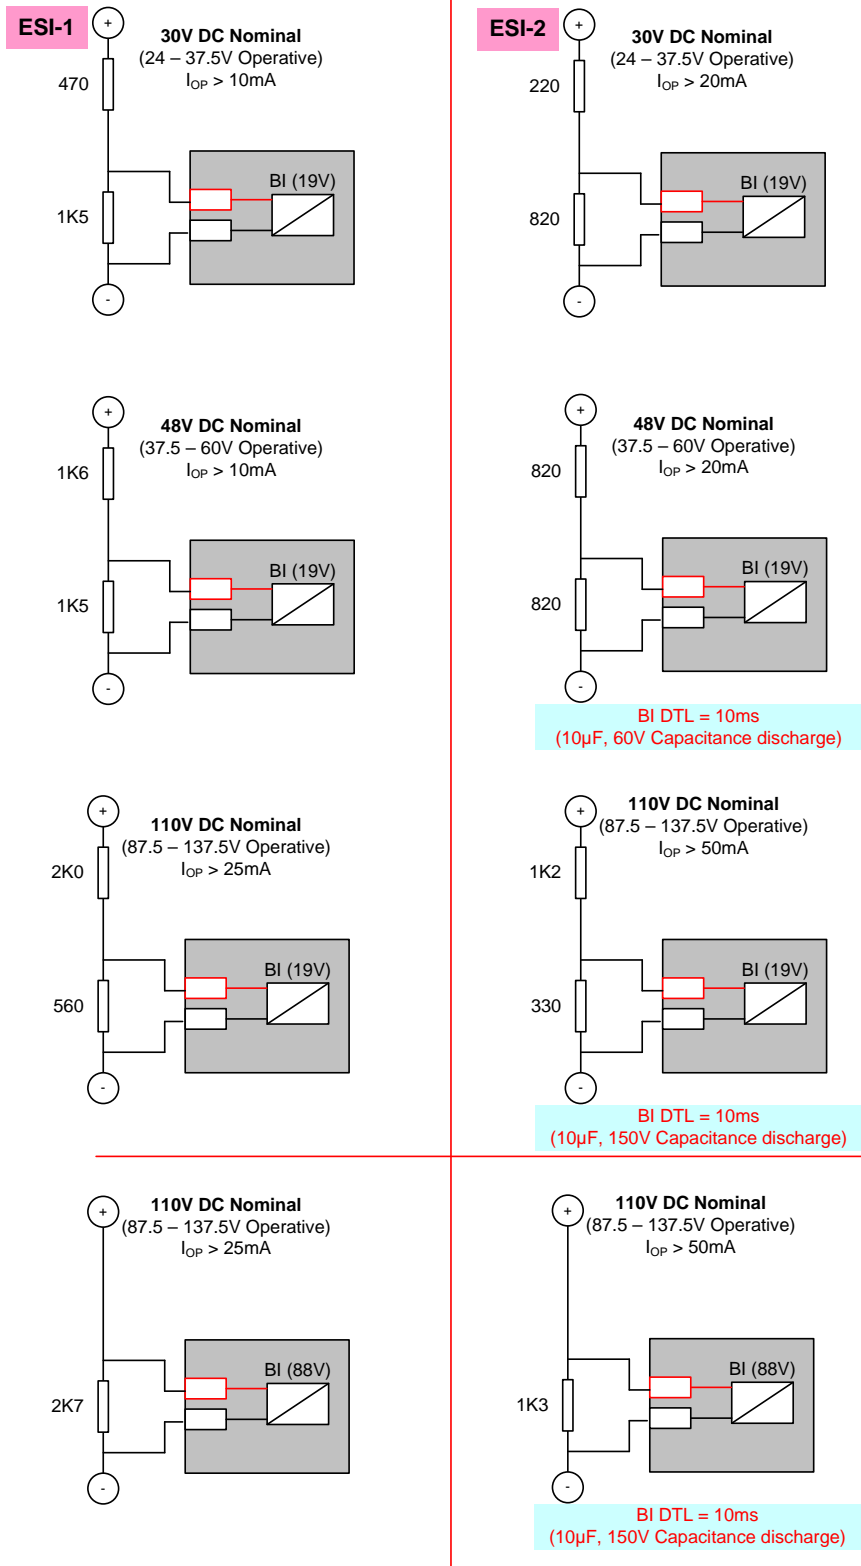 ESI-1
+
30V DC Nominal
(24 – 37.5V Operative)
IOP > 10mA
470
BI (19V)
1K5
-
ESI-2
+
30V DC Nominal
(24 – 37.5V Operative)
IOP > 20mA
220
BI (19V)
820
-
+
48V DC Nominal
(37.5 – 60V Operative)
IOP > 10mA
1K6
BI (19V)
1K5
-
+
48V DC Nominal
(37.5 – 60V Operative)
IOP > 20mA
820
BI (19V)
820
-
BI DTL = 10ms
(10µF, 60V Capacitance discharge)
+
110V DC Nominal
(87.5 – 137.5V Operative)
IOP > 25mA
2K0
BI (19V)
560
-
+
110V DC Nominal
(87.5 – 137.5V Operative)
IOP > 50mA
1K2
BI (19V)
330
-
BI DTL = 10ms
(10µF, 150V Capacitance discharge)
+
110V DC Nominal
(87.5 – 137.5V Operative)
IOP > 25mA
BI (88V)
2K7
-
+
110V DC Nominal
(87.5 – 137.5V Operative)
IOP > 50mA
BI (88V)
1K3
-
BI DTL = 10ms
(10µF, 150V Capacitance discharge)